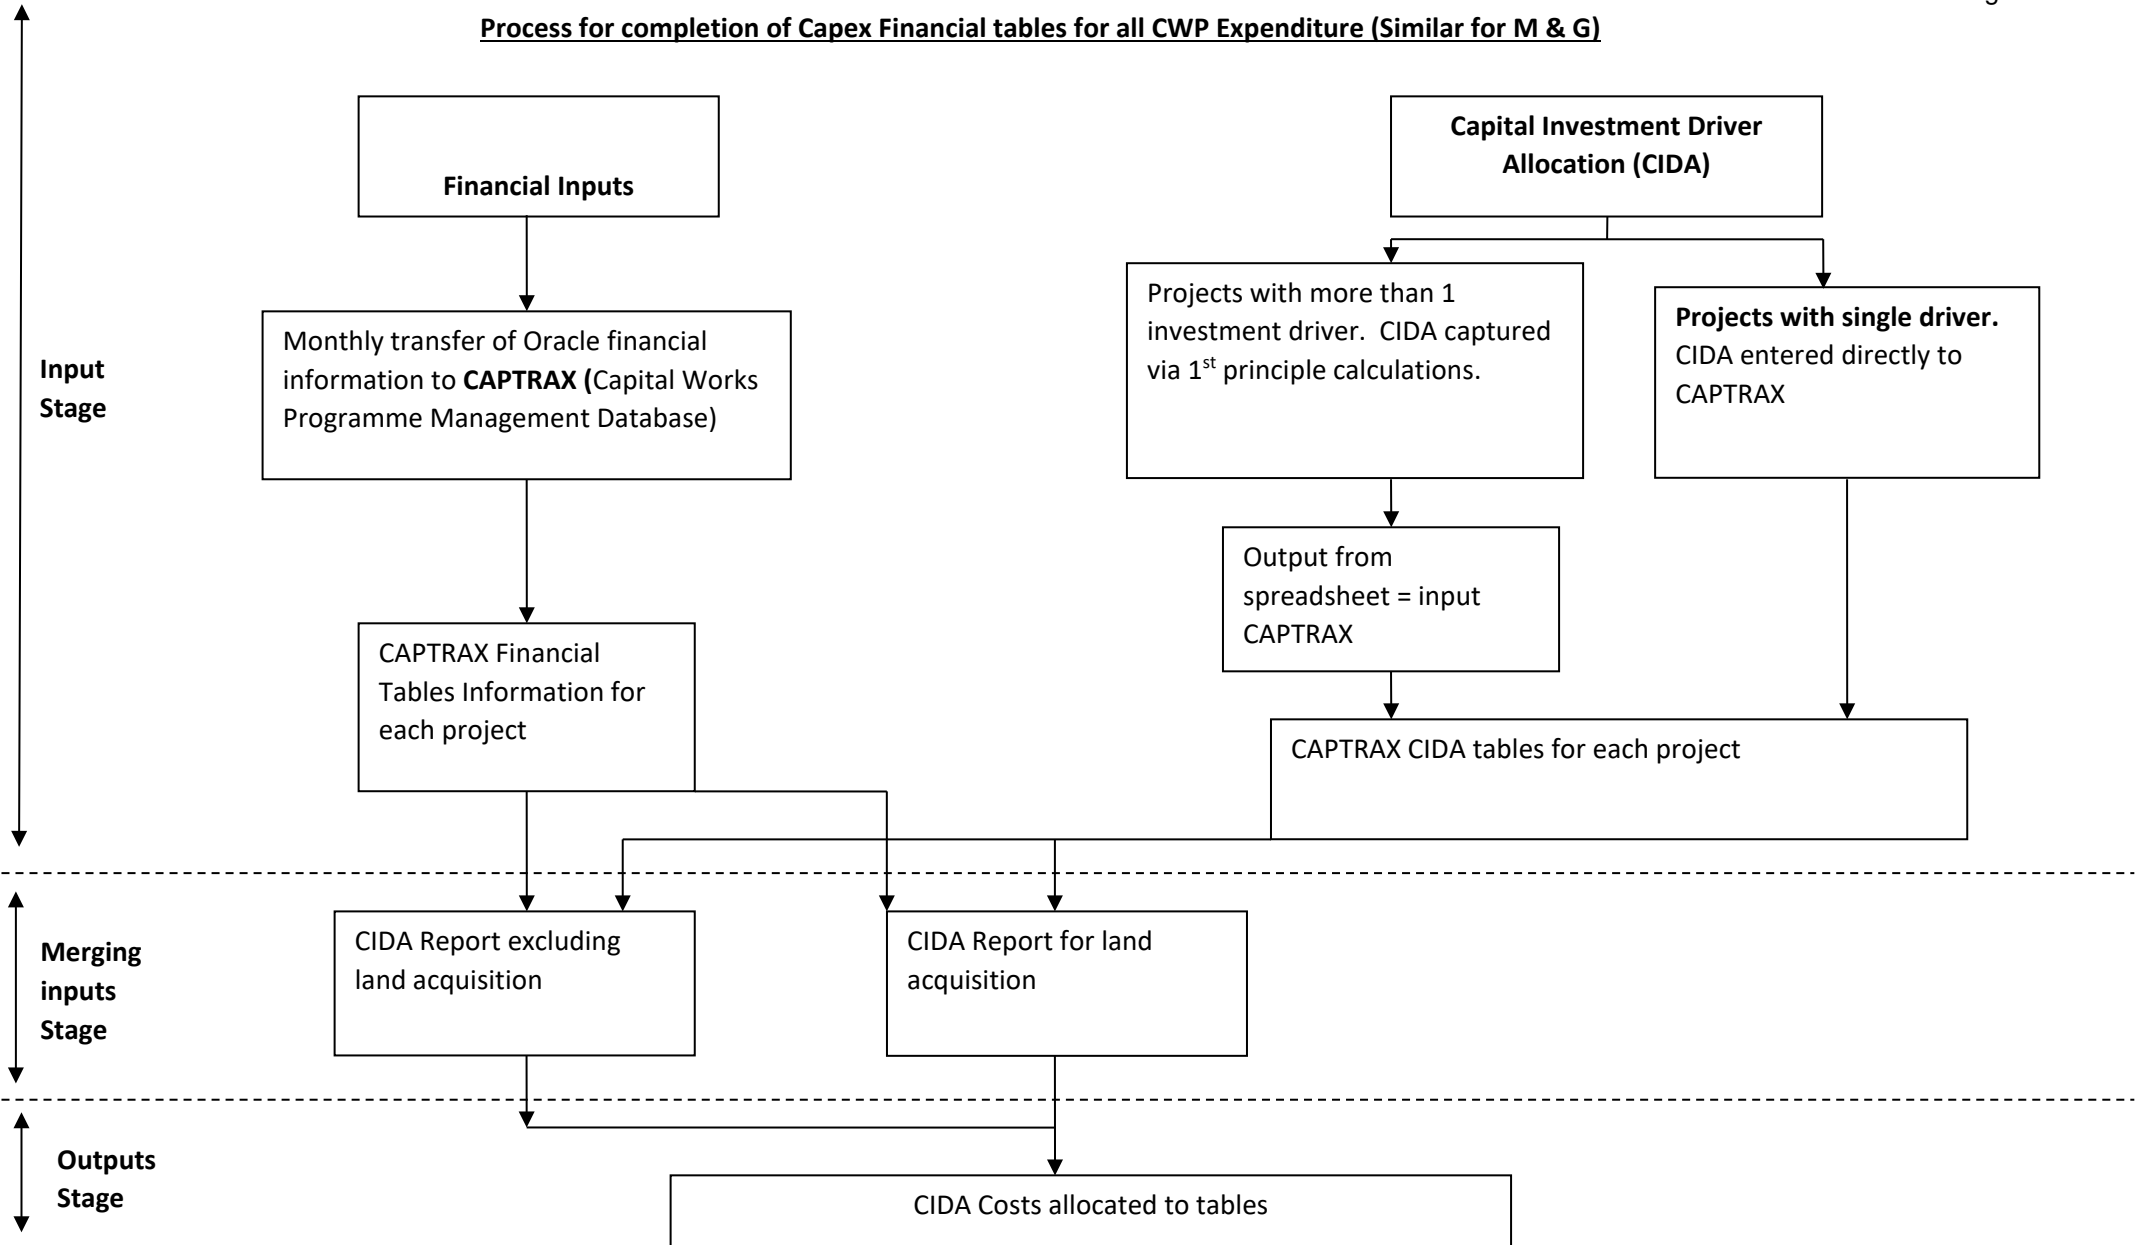 Process for completion of Capex Financial tables for all CWP Expenditure (Similar for M & G)
Financial Inputs
Capital Investment Driver
Allocation (CIDA)
Input
Stage
Monthly transfer of Oracle financial
information to CAPTRAX (Capital Works
Programme Management Database)
Projects with more than 1
investment driver.  CIDA captured
via 1st principle calculations.
Projects with single driver.
CIDA entered directly to
CAPTRAX
Output from
spreadsheet = input
CAPTRAX
CAPTRAX Financial
Tables Information for
each project
CAPTRAX CIDA tables for each project
Merging
inputs
Stage
CIDA Report excluding
land acquisition
CIDA Report for land
acquisition
Outputs
Stage
CIDA Costs allocated to tables